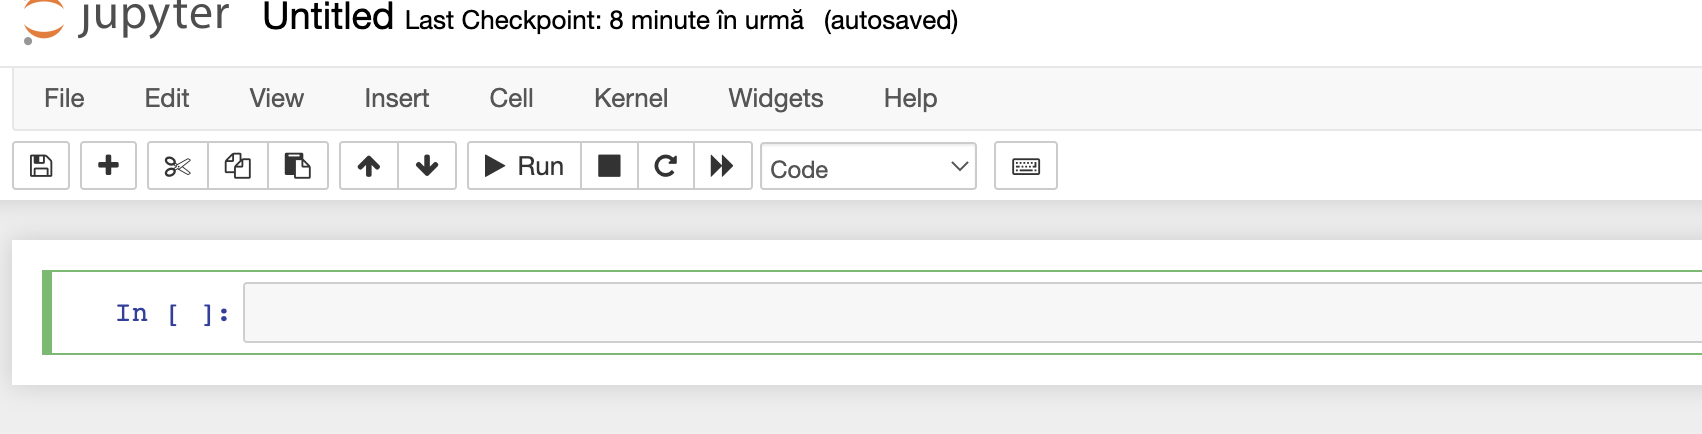 jupyter Untitled Last Checkpoint: 8 minute în urmă (autosaved)
File Edit View Insert Cell Kernel Widgets Help
Run Code
In [ ]: